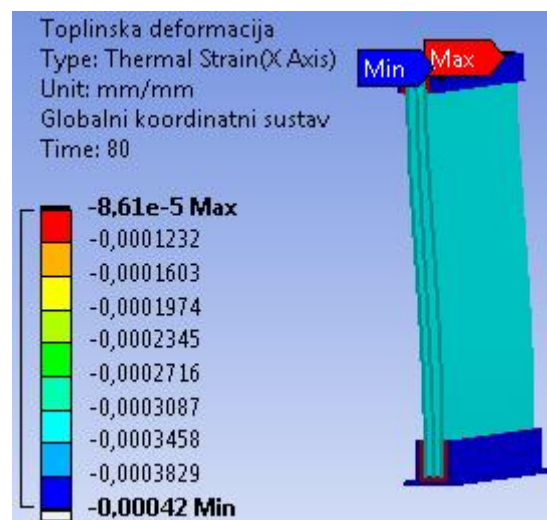 Toplinska deformacija
Type: Thermal Strain(X Axis)
Unit: mm/mm
Globalni koordinatni sustav
Time: 80
Min
Max
-8,61e-5 Max
-0,0001232
-0,0001603
-0,0001974
-0,0002345
-0,0002716
-0,0003087
-0,0003458
-0,0003829
-0,00042 Min